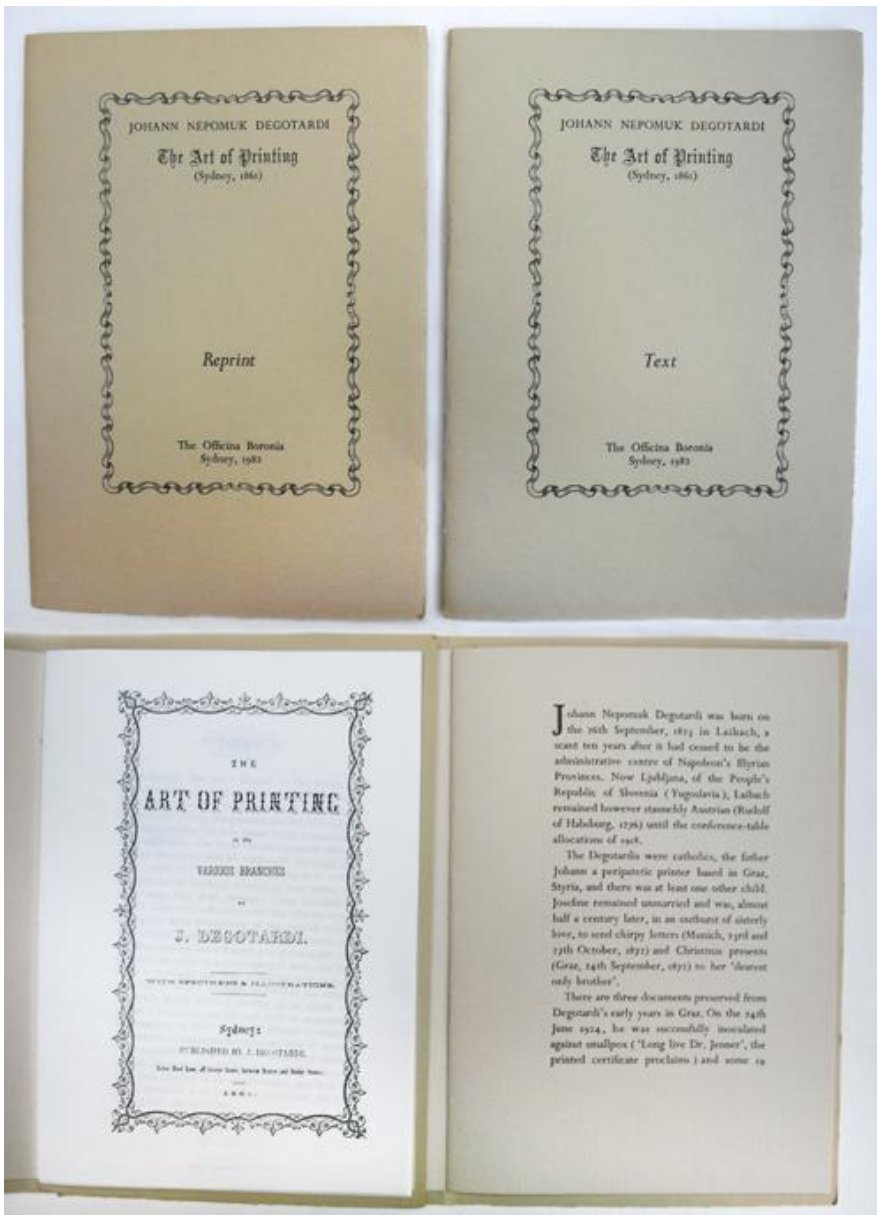 JOHANN NEPOMUK DEGOTARDI
The Art of Printing
(Sydney, 1861)
Reprint
The Officina Boronia
Sydney, 1982
JOHANN NEPOMUK DEGOTARDI
The Art of Printing
(Sydney, 1861)
Text
The Officina Boronia
Sydney, 1982
THE
ART OF PRINTING
IN ITS
VARIOUS BRANCHES
BY
J. DEGOTARDI.
WITH SPECIMENS & ILLUSTRATIONS.
Sydney:
PUBLISHED BY J. DEGOTARDI,
1861.
Johann Nepomuk Degotardi was born on
the 26th September, 1823 in Laibach, a
scant ten years after it had ceased to be the
administrative centre of Napoleon's Illyrian
Provinces. Now Ljubljana, of the People's
Republic of Slovenia (Yugoslavia), Laibach
remained however staunchly Austrian (Rudolf
of Habsburg, 1276) until the conference-table
allocations of 1918.
The Degotardis were catholics, the father
Johann a peripatetic printer based in Graz,
Styria, and there was at least one other child.
Josefine remained unmarried and was, almost
half a century later, in an outburst of sisterly
love, to send chirpy letters (Munich, 23rd and
27th October, 1872) and Christmas presents
(Graz, 24th September, 1872) to her 'dearest
only brother'.
There are three documents preserved from
Degotardi's early years in Graz. On the 24th
June 1924, he was successfully inoculated
against smallpox ('Long live Dr. Jenner', the
printed certificate proclaims) and some 19